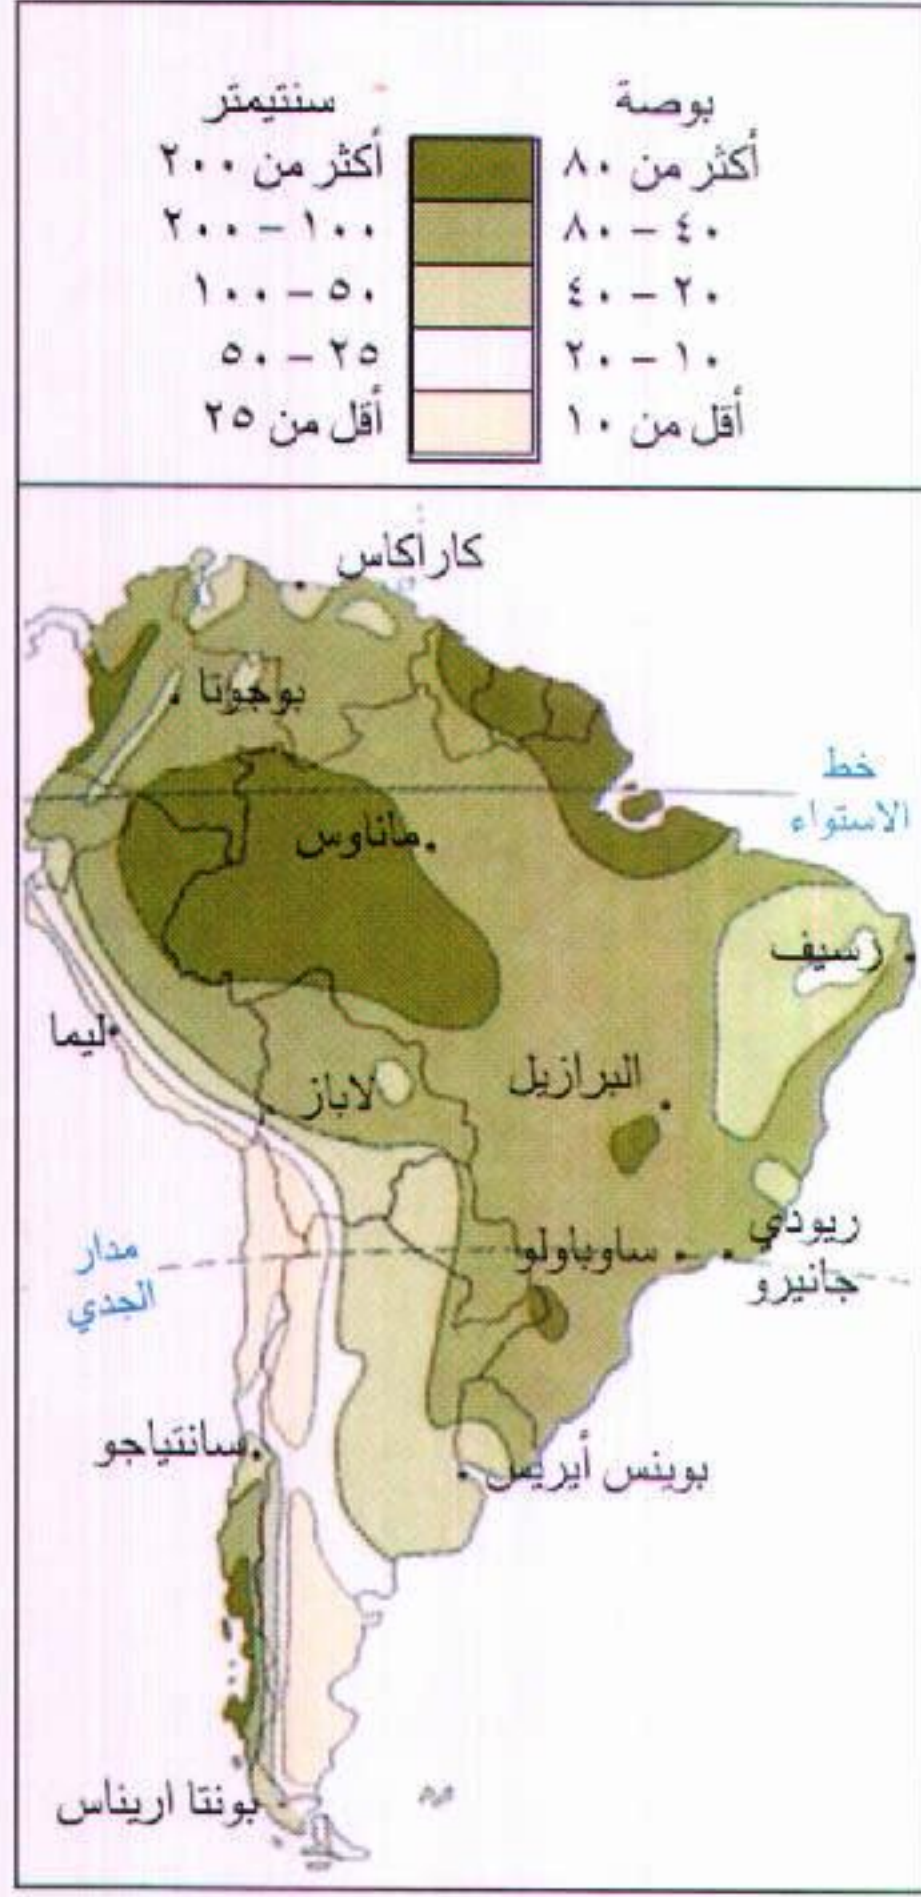 بوصة
سنتيمتر
أكثر من ٨٠
أكثر من ٢٠٠
٤٠ – ٨٠
١٠٠ – ٢٠٠
٢٠ – ٤٠
٥٠ – ١٠٠
١٠ – ٢٠
٢٥ – ٥٠
أقل من ١٠
أقل من ٢٥
كاراكاس
بوجوتا
خط
الاستواء
ماناوس
رسيف
ليما
البرازيل
لاباز
ريودي
جانيرو
ساوباولو
مدار
الجدي
سانتياجو
بوينس أيريس
بونتا اريناس